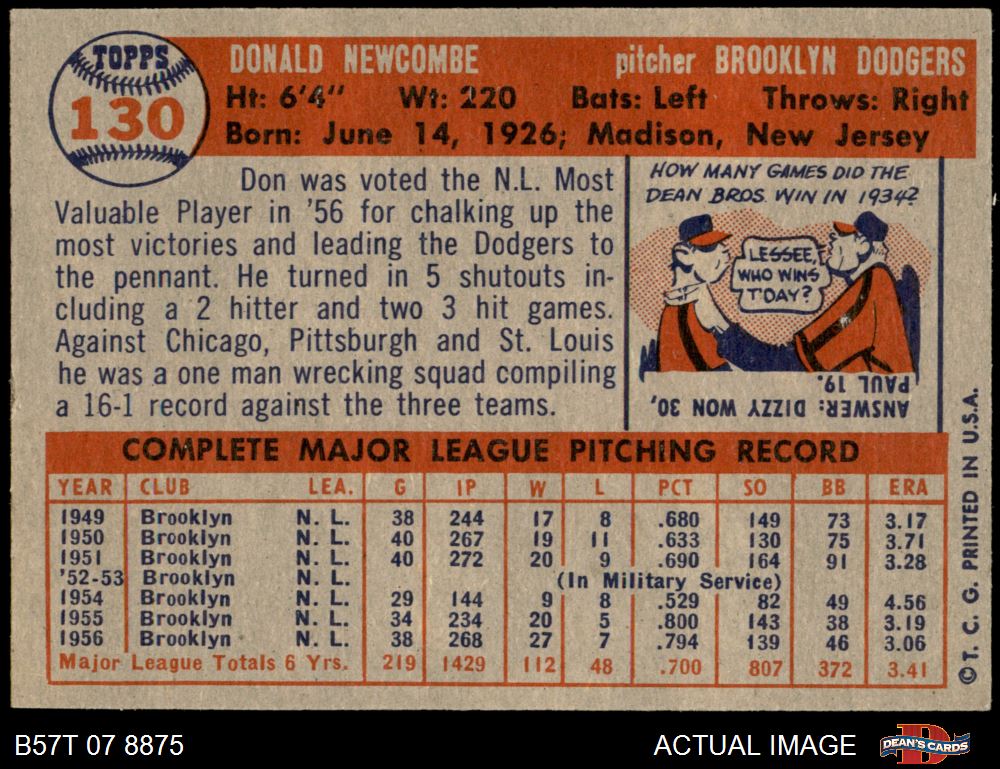 TOPPS
130
DONALD NEWCOMBE pitcher BROOKLYN DODGERS
Ht: 6'4" Wt: 220 Bats: Left Throws: Right
Born: June 14, 1926; Madison, New Jersey
Don was voted the N.L. Most
Valuable Player in '56 for chalking up the
most victories and leading the Dodgers to
the pennant. He turned in 5 shutouts in-
cluding a 2 hitter and two 3 hit games.
Against Chicago, Pittsburgh and St. Louis
he was a one man wrecking squad compiling
a 16-1 record against the three teams.
HOW MANY GAMES DID THE
DEAN BROS. WIN IN 1934?
LESSEE,
WHO WINS
T'DAY?
ANSWER: DIZZY WON 30,
PAUL 19.
COMPLETE MAJOR LEAGUE PITCHING RECORD
YEAR CLUB LEA. G IP W L PCT SO BB ERA
1949 Brooklyn N. L. 38 244 17 8 .680 149 73 3.17
1950 Brooklyn N. L. 40 267 19 11 .633 130 75 3.71
1951 Brooklyn N. L. 40 272 20 9 .690 164 91 3.28
'52-53 Brooklyn N. L. (In Military Service)
1954 Brooklyn N. L. 29 144 9 8 .529 82 49 4.56
1955 Brooklyn N. L. 34 234 20 5 .800 143 38 3.19
1956 Brooklyn N. L. 38 268 27 7 .794 139 46 3.06
Major League Totals 6 Yrs. 219 1429 112 48 .700 807 372 3.41
© T. C. G. PRINTED IN U.S.A.
B57T 07 8875 ACTUAL IMAGE
B
DEAN'S CARDS